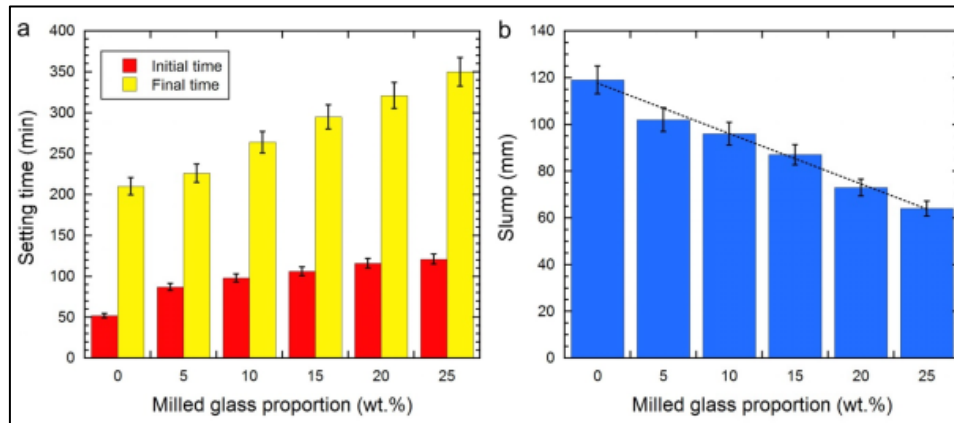 a
400
350
300
250
200
150
100
50
0
Setting time (min)
Initial time
Final time
0 5 10 15 20 25
Milled glass proportion (wt.%)
b
140
120
100
80
60
40
20
0
Slump (mm)
0 5 10 15 20 25
Milled glass proportion (wt.%)